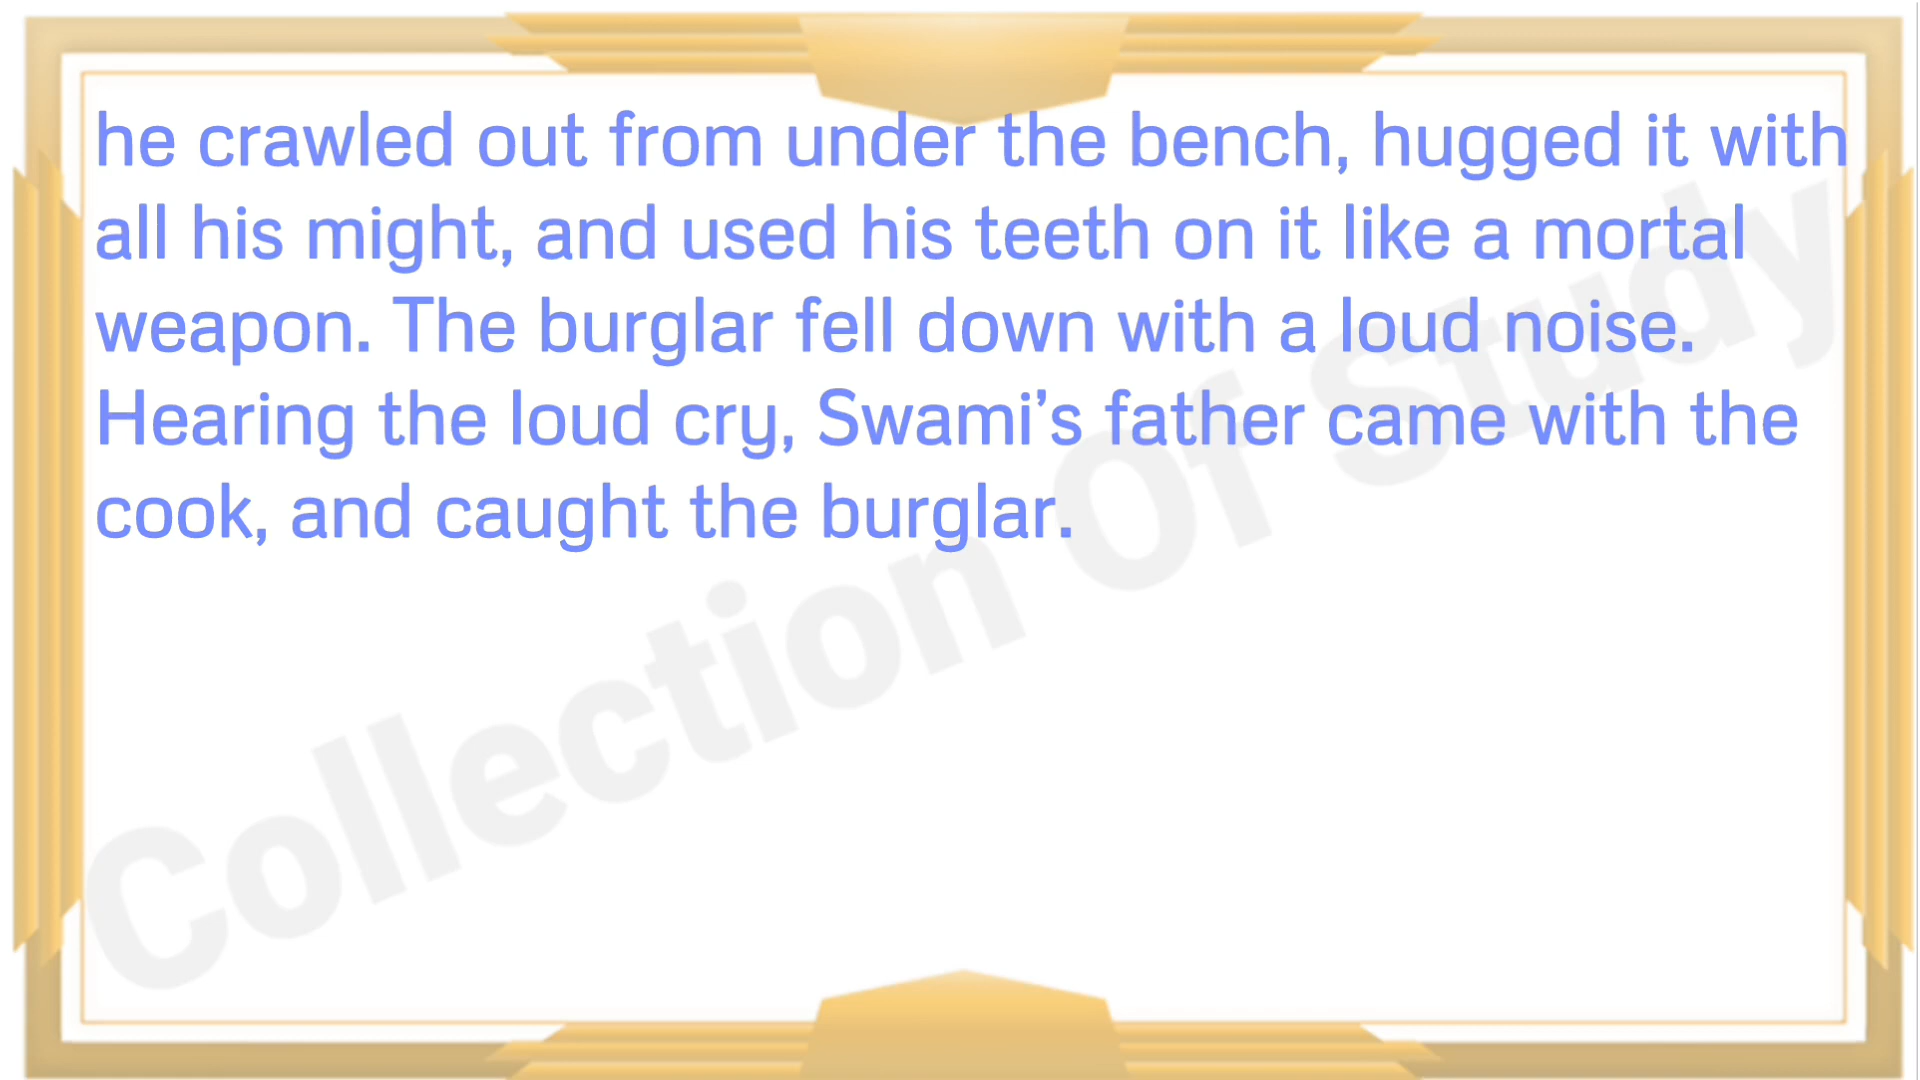 he crawled out from under the bench, hugged it with
all his might, and used his teeth on it like a mortal
weapon. The burglar fell down with a loud noise.
Hearing the loud cry, Swami’s father came with the
cook, and caught the burglar.
Collection Of Study